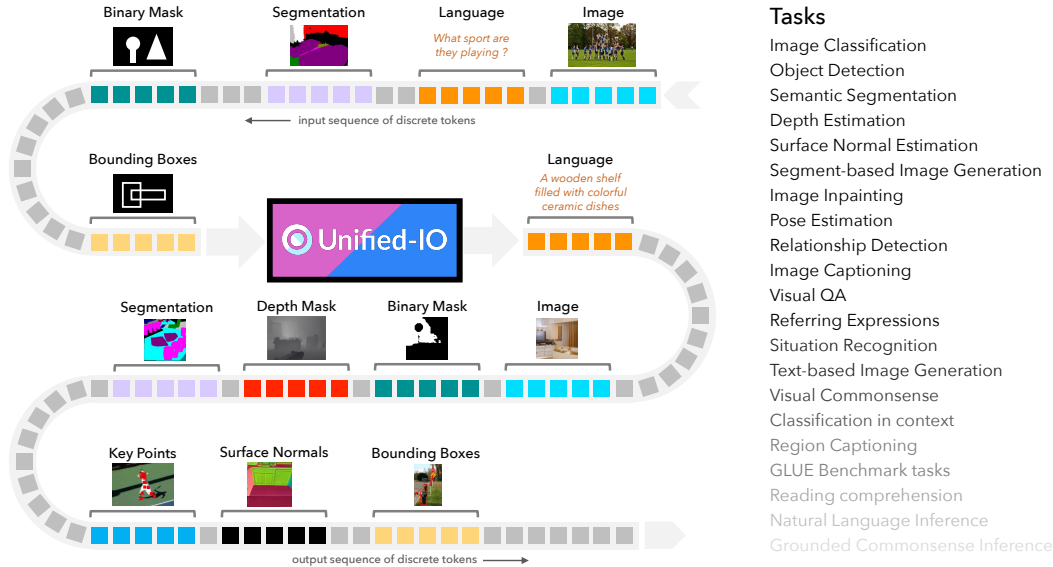 Binary Mask
Segmentation
Language
Image
What sport are
they playing ?
input sequence of discrete tokens
Bounding Boxes
Unified-IO
Language
A wooden shelf
filled with colorful
ceramic dishes
Segmentation
Depth Mask
Binary Mask
Image
Key Points
Surface Normals
Bounding Boxes
output sequence of discrete tokens
Tasks
Image Classification
Object Detection
Semantic Segmentation
Depth Estimation
Surface Normal Estimation
Segment-based Image Generation
Image Inpainting
Pose Estimation
Relationship Detection
Image Captioning
Visual QA
Referring Expressions
Situation Recognition
Text-based Image Generation
Visual Commonsense
Classification in context
Region Captioning
GLUE Benchmark tasks
Reading comprehension
Natural Language Inference
Grounded Commonsense Inference